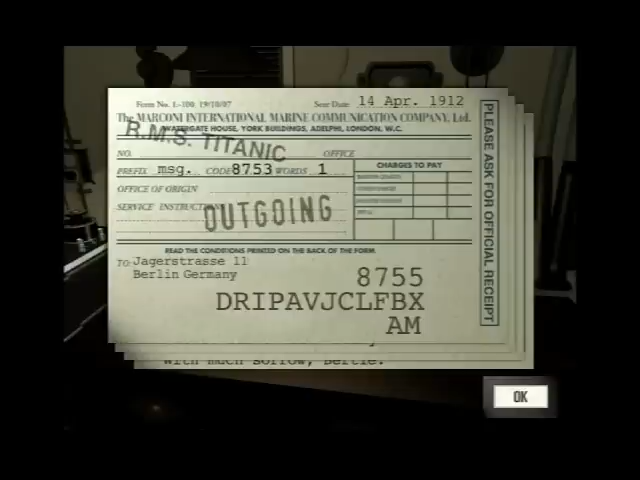 Form No. 1.-100. 19/10/07 Sent Date 14 Apr. 1912
The MARCONI INTERNATIONAL MARINE COMMUNICATION COMPANY, Ltd.
WATERGATE HOUSE, YORK BUILDINGS, ADELPHI, LONDON, W.C.
R.M.S. TITANIC
NO. OFFICE
PREFIX msg. CODE 8753 WORDS 1
CHARGES TO PAY
OFFICE OF ORIGIN
SERVICE INSTRUCTIONS
OUTGOING
READ THE CONDITIONS PRINTED ON THE BACK OF THE FORM.
TO: Jagerstrasse 11
Berlin Germany
8755
DRIPAVJCLFBX
AM
PLEASE ASK FOR OFFICIAL RECEIPT
with much sorrow, Bertie.
OK